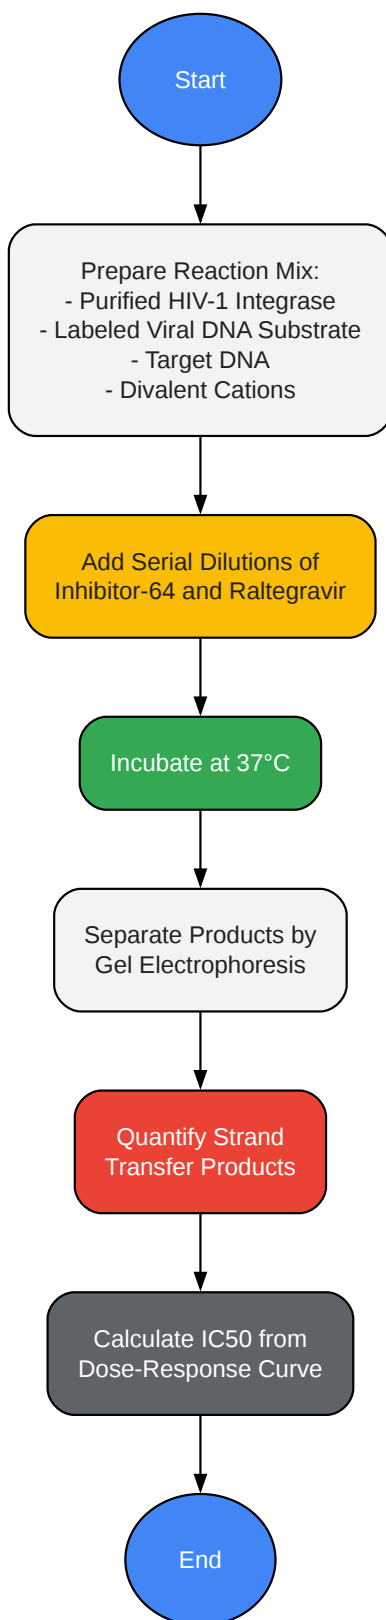 Start
Prepare Reaction Mix:
- Purified HIV-1 Integrase
- Labeled Viral DNA Substrate
- Target DNA
- Divalent Cations
Add Serial Dilutions of
Inhibitor-64 and Raltegravir
Incubate at 37°C
Separate Products by
Gel Electrophoresis
Quantify Strand
Transfer Products
Calculate IC50 from
Dose-Response Curve
End